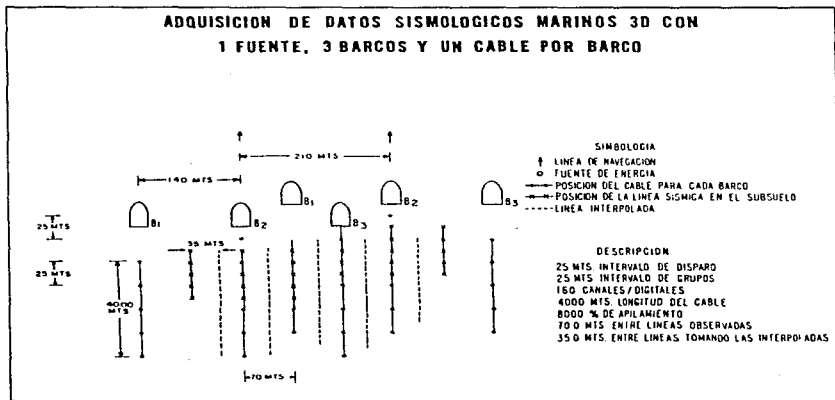 ADQUISICION DE DATOS SISMOLOGICOS MARINOS 3D CON
1 FUENTE, 3 BARCOS Y UN CABLE POR BARCO
210 MTS
140 MTS
B1
B2
B1
B3
B2
B3
25 MTS
35 MTS
25 MTS
4000
MTS
70 MTS
SIMBOLOGIA
LINEA DE NAVEGACION
FUENTE DE ENERGIA
POSICION DEL CABLE PARA CADA BARCO
POSICION DE LA LINEA SISMICA EN EL SUBSUELO
LINEA INTERPOLADA
DESCRIPCION
25 MTS. INTERVALO DE DISPARO
25 MTS. INTERVALO DE GRUPOS
160 CANALES/DIGITALES
4000 MTS. LONGITUD DEL CABLE
8000 % DE APILAMIENTO
70.0 MTS ENTRE LINEAS OBSERVADAS
35.0 MTS. ENTRE LINEAS TOMANDO LAS INTERPOLADAS